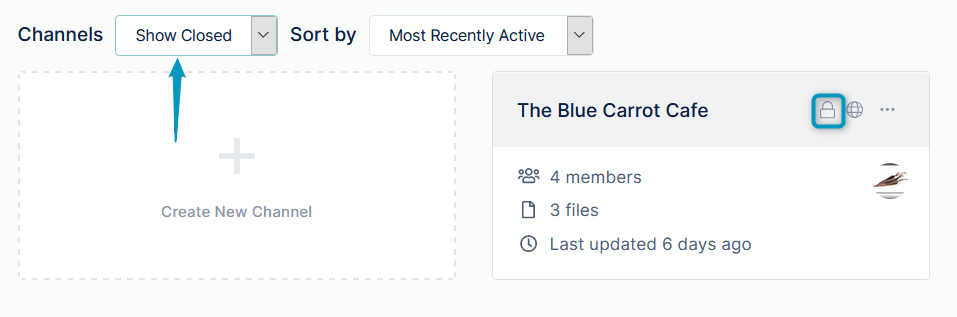 Channels Show Closed Sort by Most Recently Active
The Blue Carrot Cafe
Create New Channel
4 members
3 files
Last updated 6 days ago